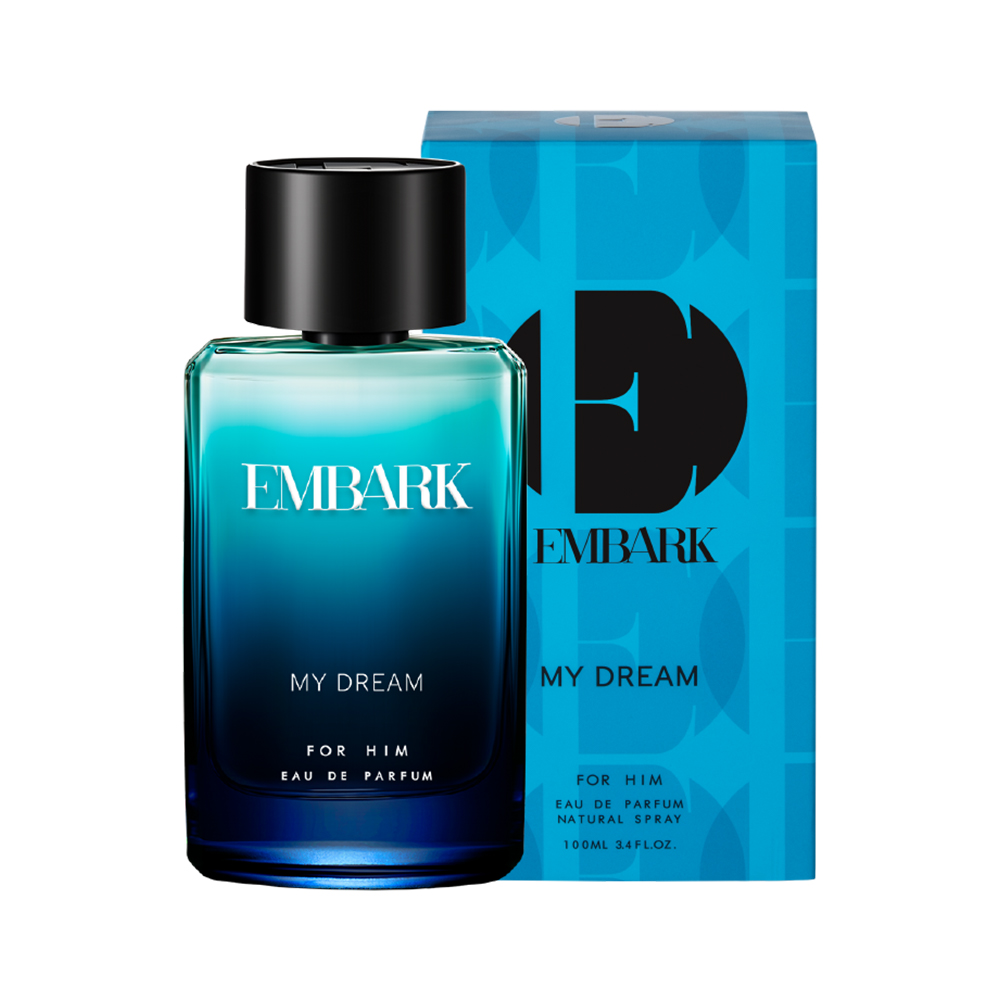 EMBARK
MY DREAM
FOR HIM
EAU DE PARFUM
E
EMBARK
MY DREAM
FOR HIM
EAU DE PARFUM
NATURAL SPRAY
100ML 3.4FL.OZ.